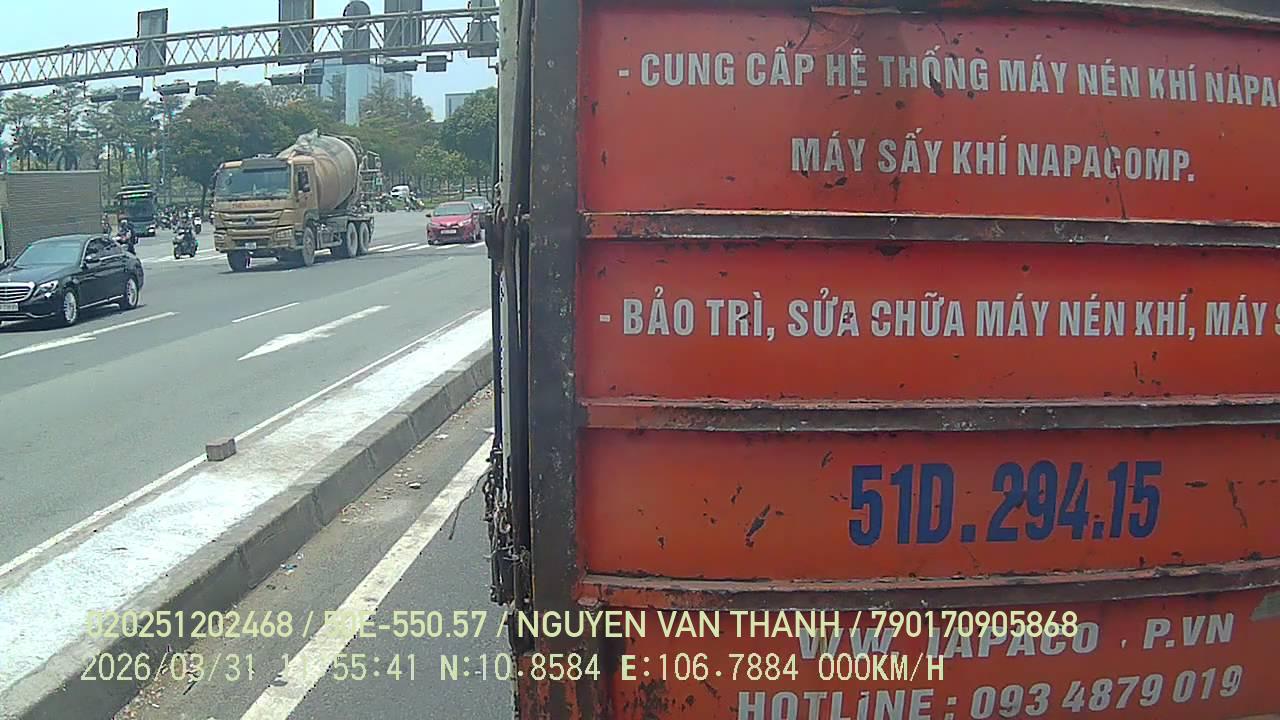 - CUNG CẤP HỆ THỐNG MÁY NÉN KHÍ NAPA
MÁY SẤY KHÍ NAPACOMP.
- BẢO TRÌ, SỬA CHỮA MÁY NÉN KHÍ, MÁY
51D.294.15
020251202468 / 50E-550.57 / NGUYEN VAN THANH / 790170905868
P.VN
2026/03/31 :55:41 N:10.8584 E:106.7884 000KM/H
HOTLINE : 093 4879 019